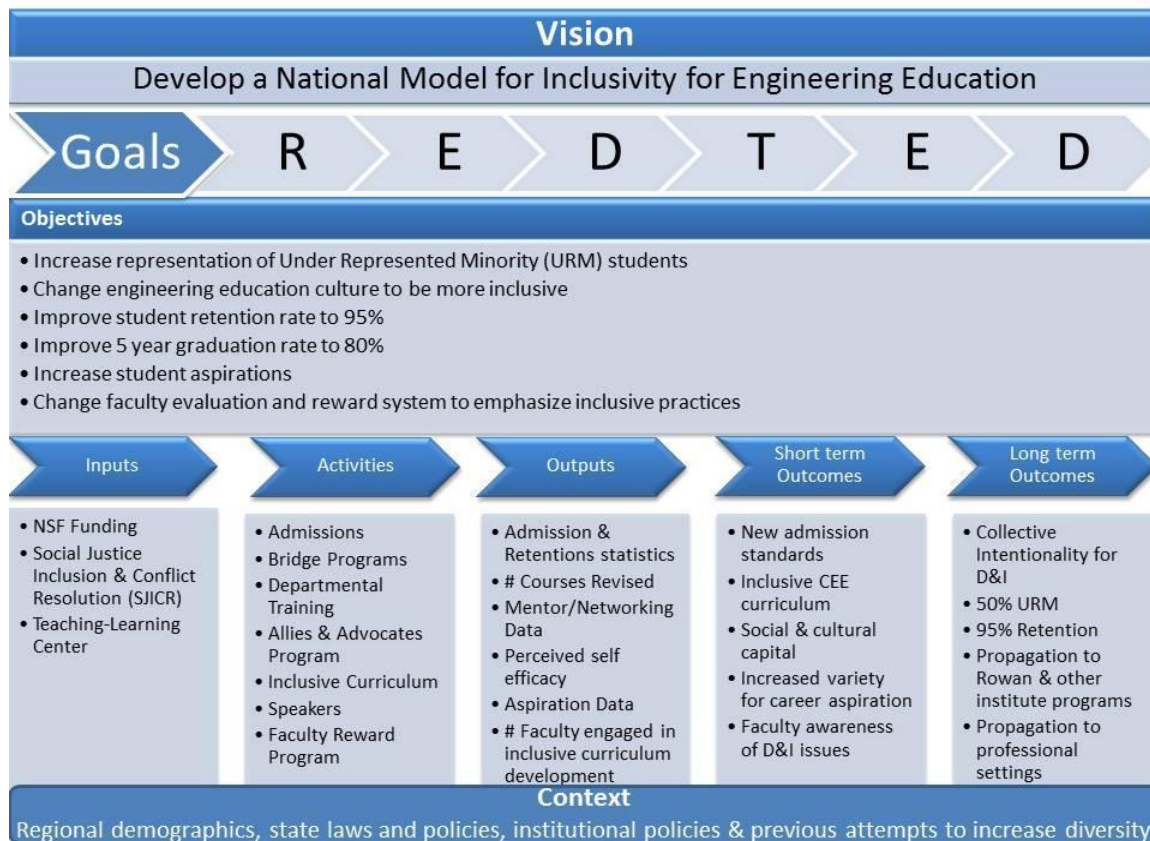 Vision
Develop a National Model for Inclusivity for Engineering Education
Goals R E D T E D
Objectives
• Increase representation of Under Represented Minority (URM) students
• Change engineering education culture to be more inclusive
• Improve student retention rate to 95%
• Improve 5 year graduation rate to 80%
• Increase student aspirations
• Change faculty evaluation and reward system to emphasize inclusive practices
Inputs
• NSF Funding
• Social Justice
Inclusion & Conflict
Resolution (SJICR)
• Teaching-Learning
Center
Activities
• Admissions
• Bridge Programs
• Departmental
Training
• Allies & Advocates
Program
• Inclusive Curriculum
• Speakers
• Faculty Reward
Program
Outputs
• Admission &
Retentions statistics
• # Courses Revised
• Mentor/Networking
Data
• Perceived self
efficacy
• Aspiration Data
• # Faculty engaged in
inclusive curriculum
development
Short term
Outcomes
• New admission
standards
• Inclusive CEE
curriculum
• Social & cultural
capital
• Increased variety
for career aspiration
• Faculty awareness
of D&I issues
Long term
Outcomes
• Collective
Intentionality for
D&I
• 50% URM
• 95% Retention
• Propagation to
Rowan & other
institute programs
• Propagation to
professional
settings
Context
Regional demographics, state laws and policies, institutional policies & previous attempts to increase diversity